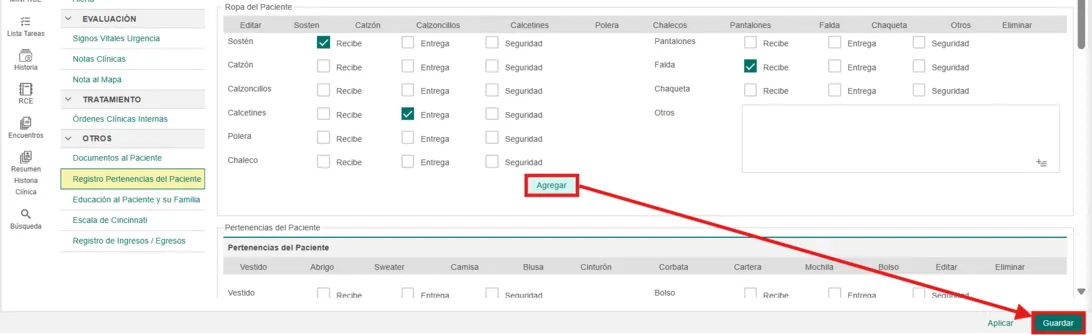 Lista Tareas
Historia
RCE
Encuentros
Resumen
Historia
Clínica
Búsqueda
EVALUACIÓN
Signos Vitales Urgencia
Notas Clínicas
Nota al Mapa
TRATAMIENTO
Órdenes Clínicas Internas
OTROS
Documentos al Paciente
Registro Pertenencias del Paciente
Educación al Paciente y su Familia
Escala de Cincinnati
Registro de Ingresos / Egresos
Ropa del Paciente
Editar Sosten Calzón Calzoncillos Calcetines Polera Chalecos Pantalones Falda Chaqueta Otros Eliminar
Sostén Recibe Entrega Seguridad Pantalones Recibe Entrega Seguridad
Calzón Recibe Entrega Seguridad Falda Recibe Entrega Seguridad
Calzoncillos Recibe Entrega Seguridad Chaqueta Recibe Entrega Seguridad
Calcetines Recibe Entrega Seguridad Otros
Polera Recibe Entrega Seguridad
Chaleco Recibe Entrega Seguridad
Agregar
Pertenencias del Paciente
Pertenencias del Paciente
Vestido Abrigo Sweater Camisa Blusa Cinturón Corbata Cartera Mochila Bolso Editar Eliminar
Vestido Recibe Entrega Seguridad Bolso Recibe Entrega Seguridad
Aplicar Guardar